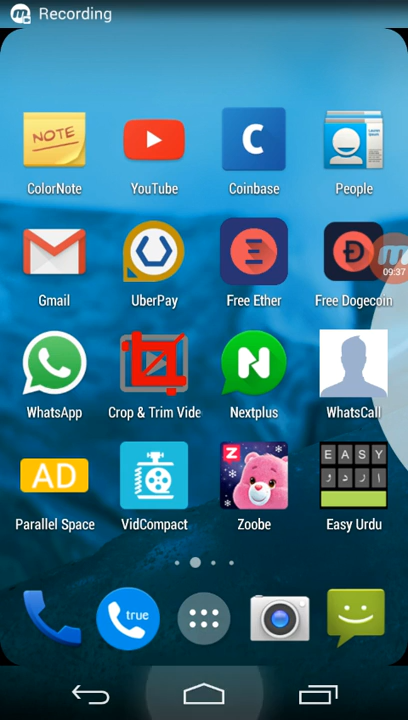 Recording
NOTE
ColorNote
YouTube
C
Coinbase
People
Gmail
UberPay
Free Ether
Free Dogecoin
09:37
WhatsApp
Crop & Trim Vide
N
Nextplus
WhatsCall
AD
Parallel Space
VidCompact
Z
Zoobe
E A S Y
ا ر د و
Easy Urdu
true